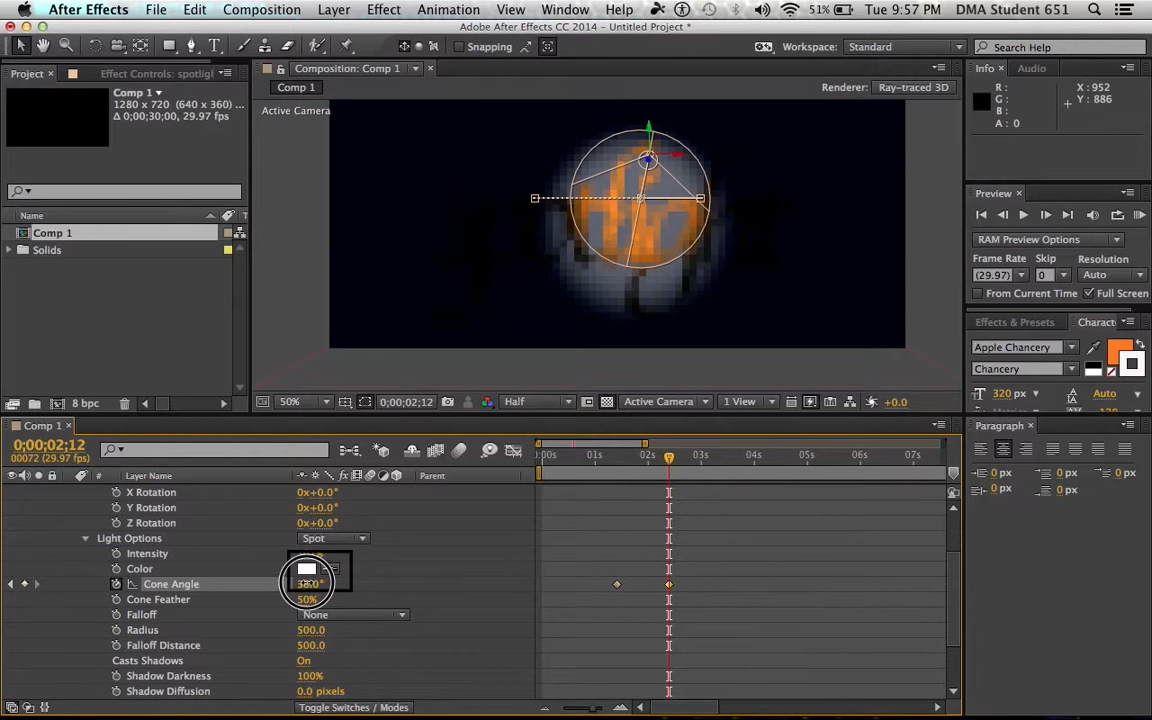 After Effects File Edit Composition Layer Effect Animation View Window Help 51% Tue 9:57 PM DMA Student 651
Adobe After Effects CC 2014 - Untitled Project *
Snapping Workspace: Standard Search Help
Project Effect Controls: spotlig
Composition: Comp 1
Info Audio
Comp 1
1280 x 720 (640 x 360) ...
Δ 0;00;30;00, 29.97 fps
Comp 1
Renderer: Ray-traced 3D
R:
G:
B:
A: 0
X: 952
Y: 886
Active Camera
Preview
RAM Preview Options
Frame Rate Skip Resolution
(29.97) 0 Auto
From Current Time Full Screen
Name
Comp 1
Solids
Effects & Presets Charact
Apple Chancery
Chancery
320 px Auto
8 bpc
50% 0;00;02;12 Half Active Camera 1 View +0.0
Comp 1
0;00;02;12
00072 (29.97 fps)
# Layer Name Parent
:00s 01s 02s 03s 04s 05s 06s 07s
Paragraph
0 px 0 px 0 px
0 px 0 px
X Rotation 0x+0.0°
Y Rotation 0x+0.0°
Z Rotation 0x+0.0°
Light Options Spot
Intensity
Color
Cone Angle
Cone Feather 50%
Falloff None
Radius 500.0
Falloff Distance 500.0
Casts Shadows On
Shadow Darkness 100%
Shadow Diffusion 0.0 pixels
Toggle Switches / Modes